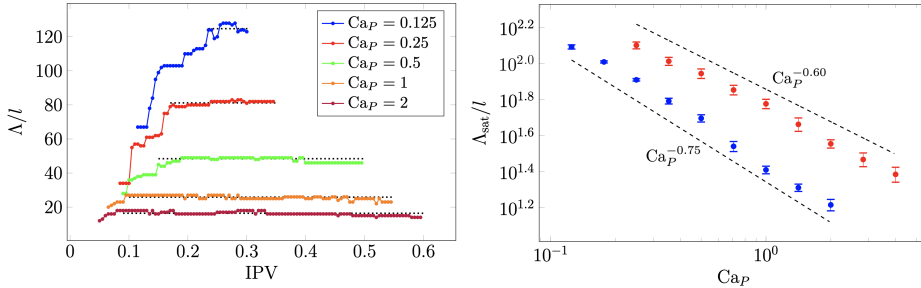 120
100
80
60
40
20
0
0.1
0.2
0.3
0.4
0.5
0.6
IPV
Λ/l
Ca_P = 0.125
Ca_P = 0.25
Ca_P = 0.5
Ca_P = 1
Ca_P = 2
10^2.0
10^1.8
10^1.6
10^1.4
10^1.2
10^−1
10^0
Ca_P
Λ_sat/l
Ca_P^−0.60
Ca_P^−0.75